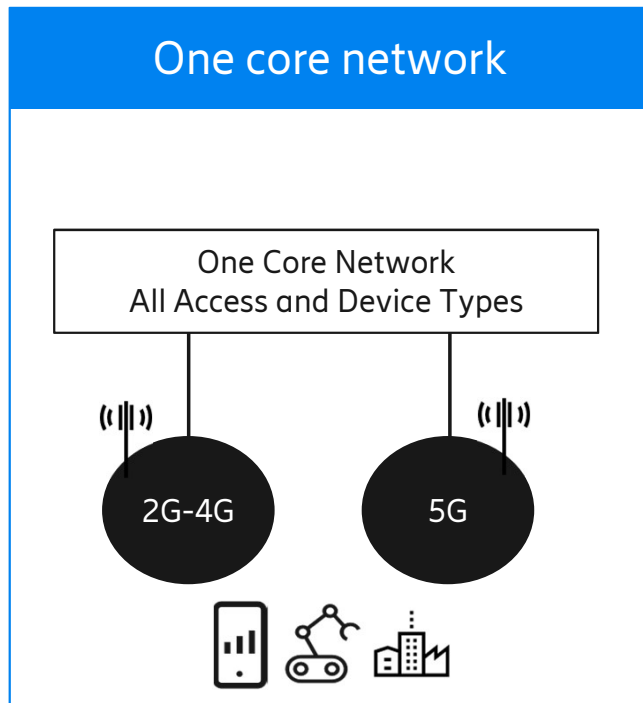 One core network
One Core Network
All Access and Device Types
2G-4G
5G